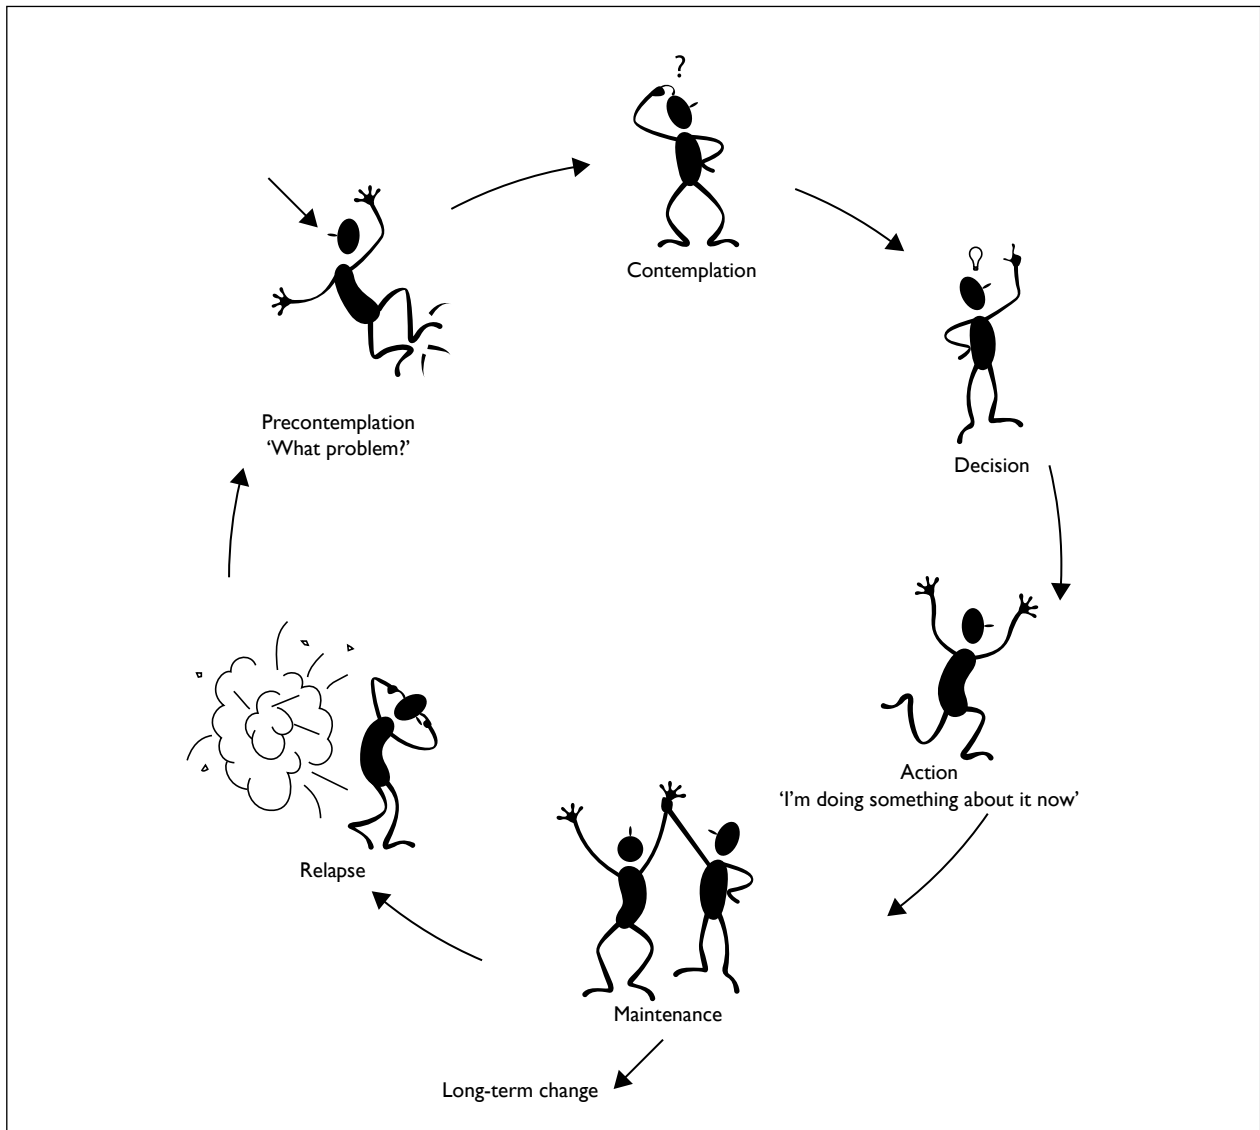 ?
Contemplation
Decision
Precontemplation
‘What problem?’
Action
‘I’m doing something about it now’
Relapse
Maintenance
Long-term change